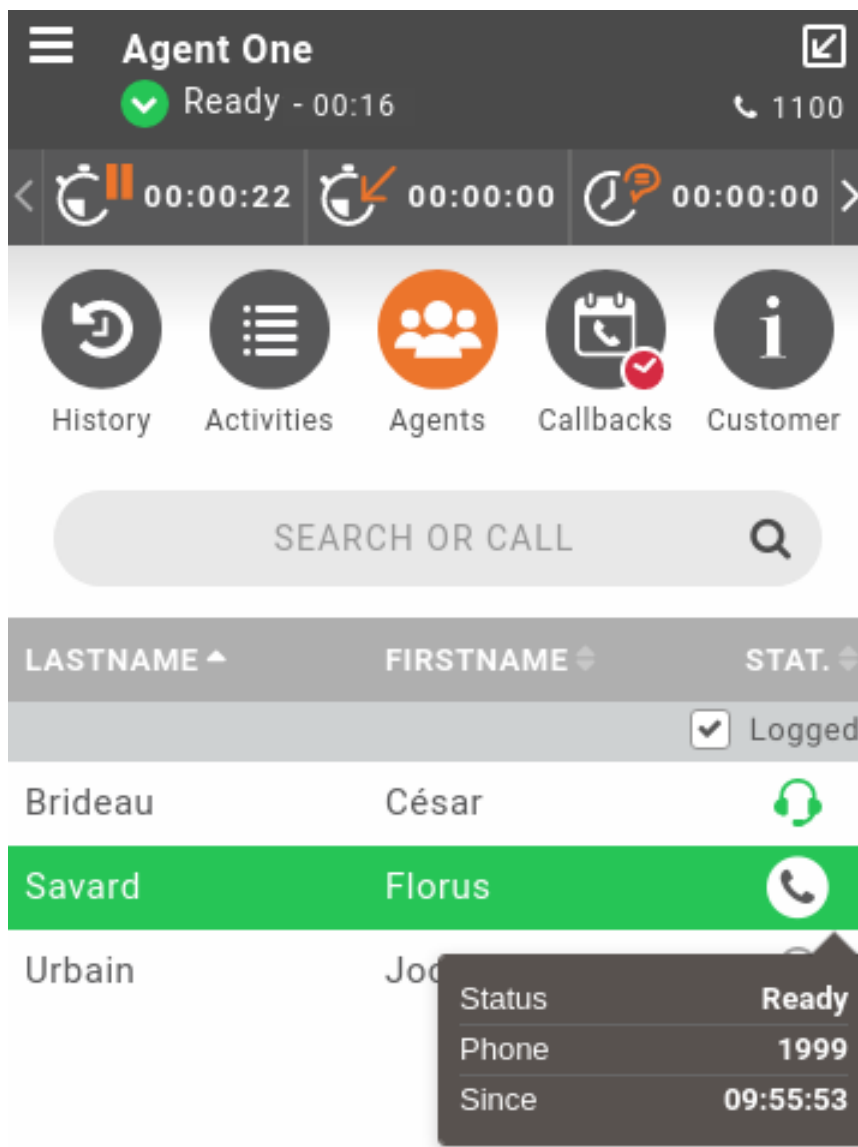 Agent One
Ready - 00:16
1100
00:00:22 00:00:00 00:00:00
History Activities Agents Callbacks Customer
SEARCH OR CALL
LASTNAME FIRSTNAME STAT.
Logged
Brideau César
Savard Florus
Urbain
Status Ready
Phone 1999
Since 09:55:53